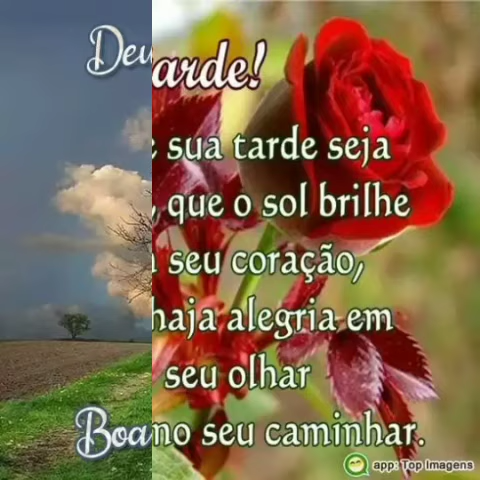 Deu
arde!
e sua tarde seja
, que o sol brilhe
seu coração,
haja alegria em
seu olhar
Boa
no seu caminhar.
app: Top Imagens